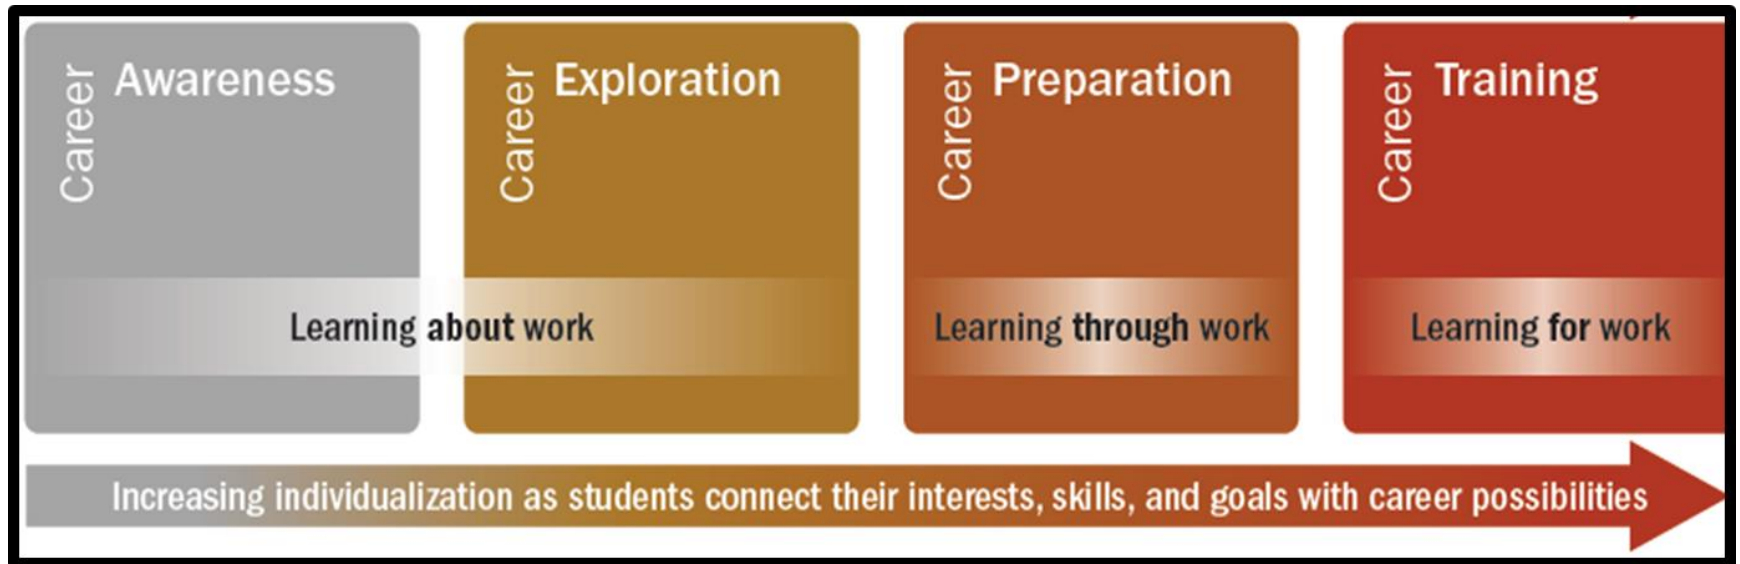 Career Awareness
Career Exploration
Career Preparation
Career Training
Learning about work
Learning through work
Learning for work
Increasing individualization as students connect their interests, skills, and goals with career possibilities